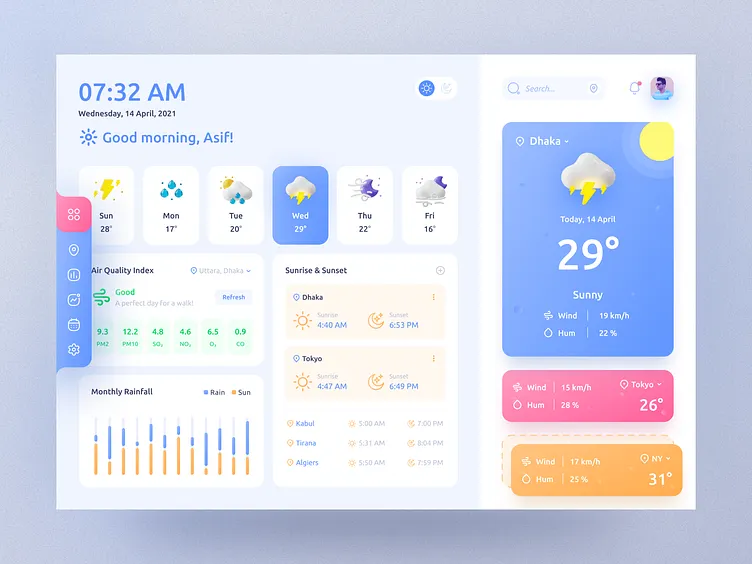 07:32 AM
Wednesday, 14 April, 2021
Good morning, Asif!
Sun
28°
Mon
17°
Tue
20°
Wed
29°
Thu
22°
Fri
16°
Air Quality Index
Uttara, Dhaka
Good
A perfect day for a walk!
Refresh
9.3 12.2 4.8 4.6 6.5 0.9
PM2 PM10 SO₂ NO₂ O₃ CO
Monthly Rainfall
Rain Sun
Sunrise & Sunset
Dhaka
Sunrise Sunset
4:40 AM 6:53 PM
Tokyo
Sunrise Sunset
4:47 AM 6:49 PM
Kabul 5:00 AM 7:00 PM
Tirana 5:31 AM 8:04 PM
Algiers 5:50 AM 7:59 PM
Search...
Dhaka
Today, 14 April
29°
Sunny
Wind 19 km/h
Hum 22 %
Wind 15 km/h
Hum 28 %
Tokyo
26°
Wind 17 km/h
Hum 25 %
NY
31°